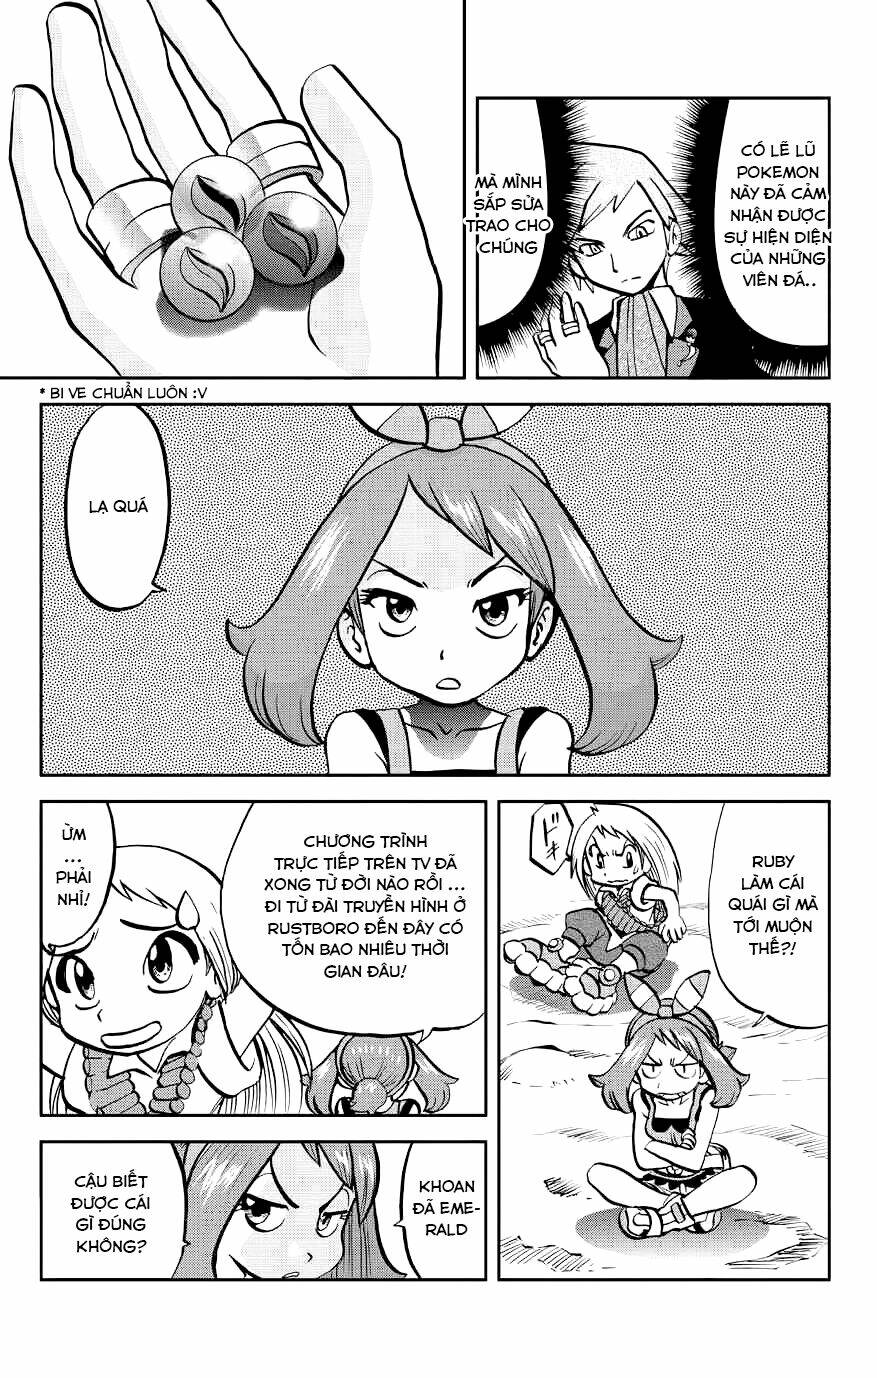 CÓ LẼ LŨ
POKEMON
NÀY ĐÃ CẢM
NHẬN ĐƯỢC
SỰ HIỆN DIỆN
CỦA NHỮNG
VIÊN ĐÁ..
MÀ MÌNH
SẮP SỬA
TRAO CHO
CHÚNG
* BI VE CHUẨN LUÔN :V
LẠ QUÁ
RUBY
LÀM CÁI
QUÁI GÌ MÀ
TỚI MUỘN
THẾ?!
ドキ
CHƯƠNG TRÌNH
TRỰC TIẾP TRÊN TV ĐÃ
XONG TỪ ĐỜI NÀO RỒI ...
ĐI TỪ ĐÀI TRUYỀN HÌNH Ở
RUSTBORO ĐẾN ĐÂY CÓ
TỐN BAO NHIÊU THỜI
GIAN ĐÂU!
ỪM
...
PHẢI
NHỈ!
KHOAN
ĐÃ EME-
RALD
CẬU BIẾT
ĐƯỢC CÁI
GÌ ĐÚNG
KHÔNG?